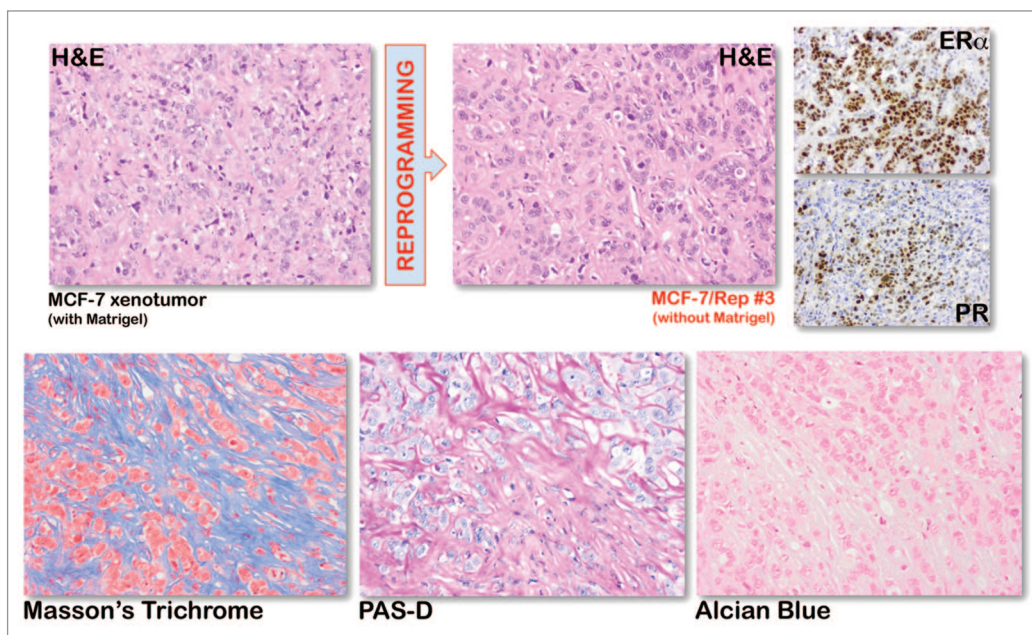 H&E
REPROGRAMMING
H&E
ERα
PR
MCF-7 xenotumor
(with Matrigel)
MCF-7/Rep #3
(without Matrigel)
Masson's Trichrome
PAS-D
Alcian Blue